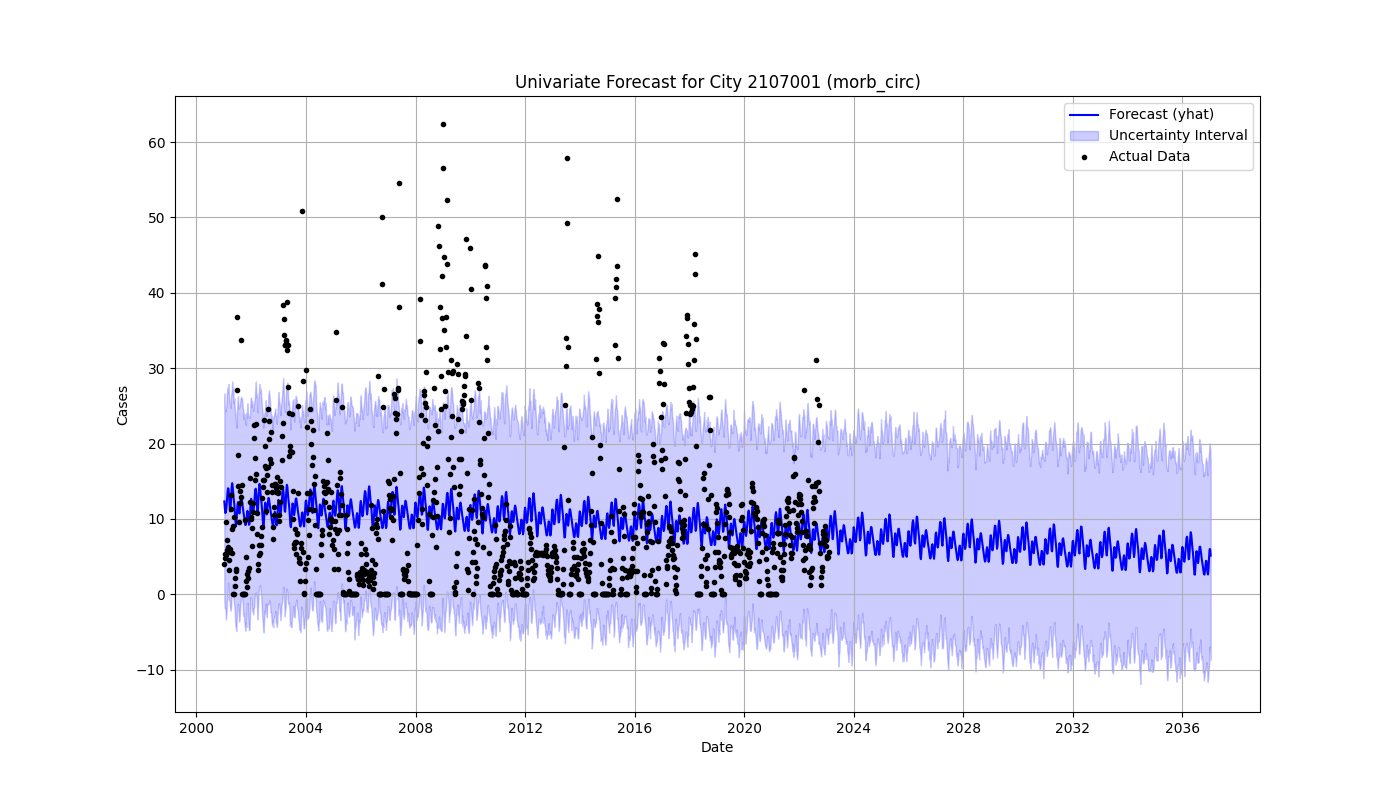 Univariate Forecast for City 2107001 (morb_circ)
Forecast (yhat)
Uncertainty Interval
Actual Data
60
50
40
30
20
10
0
−10
Cases
2000 2004 2008 2012 2016 2020 2024 2028 2032 2036
Date